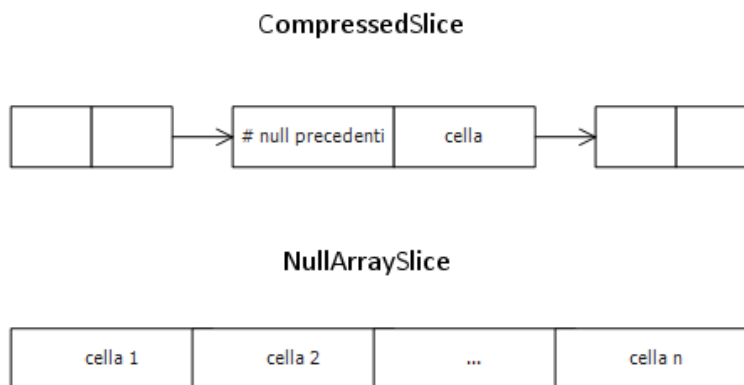 CompressedSlice
# null precedenti cella
NullArraySlice
cella 1 cella 2 ... cella n